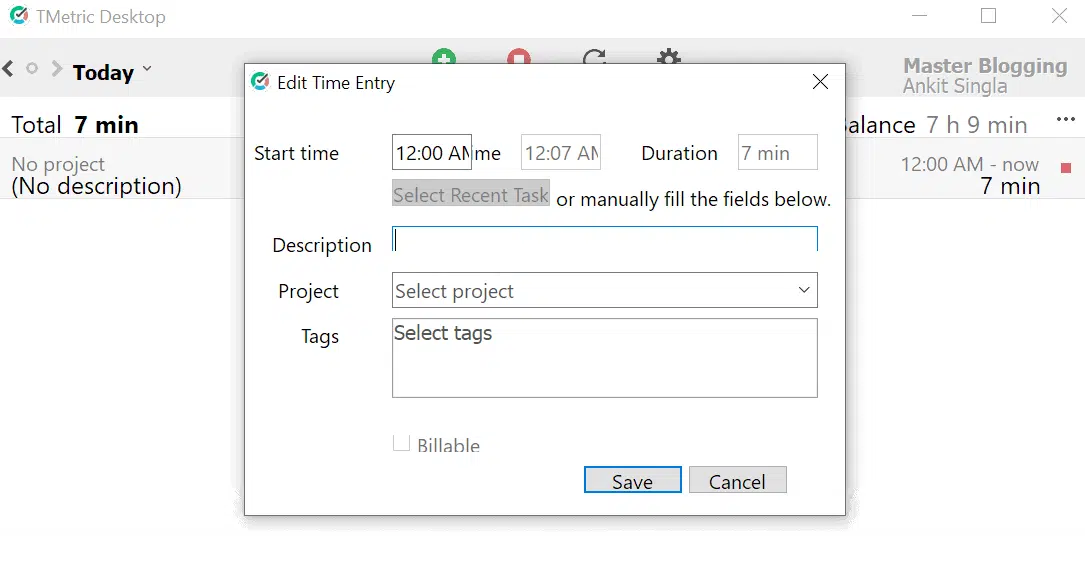 TMetric Desktop
Today
Master Blogging
Ankit Singla
Total 7 min
alance 7 h 9 min
No project
(No description)
12:00 AM - now
7 min
Edit Time Entry
Start time 12:00 AM ime 12:07 AM Duration 7 min
Select Recent Task or manually fill the fields below.
Description
Project Select project
Tags Select tags
Billable
Save Cancel